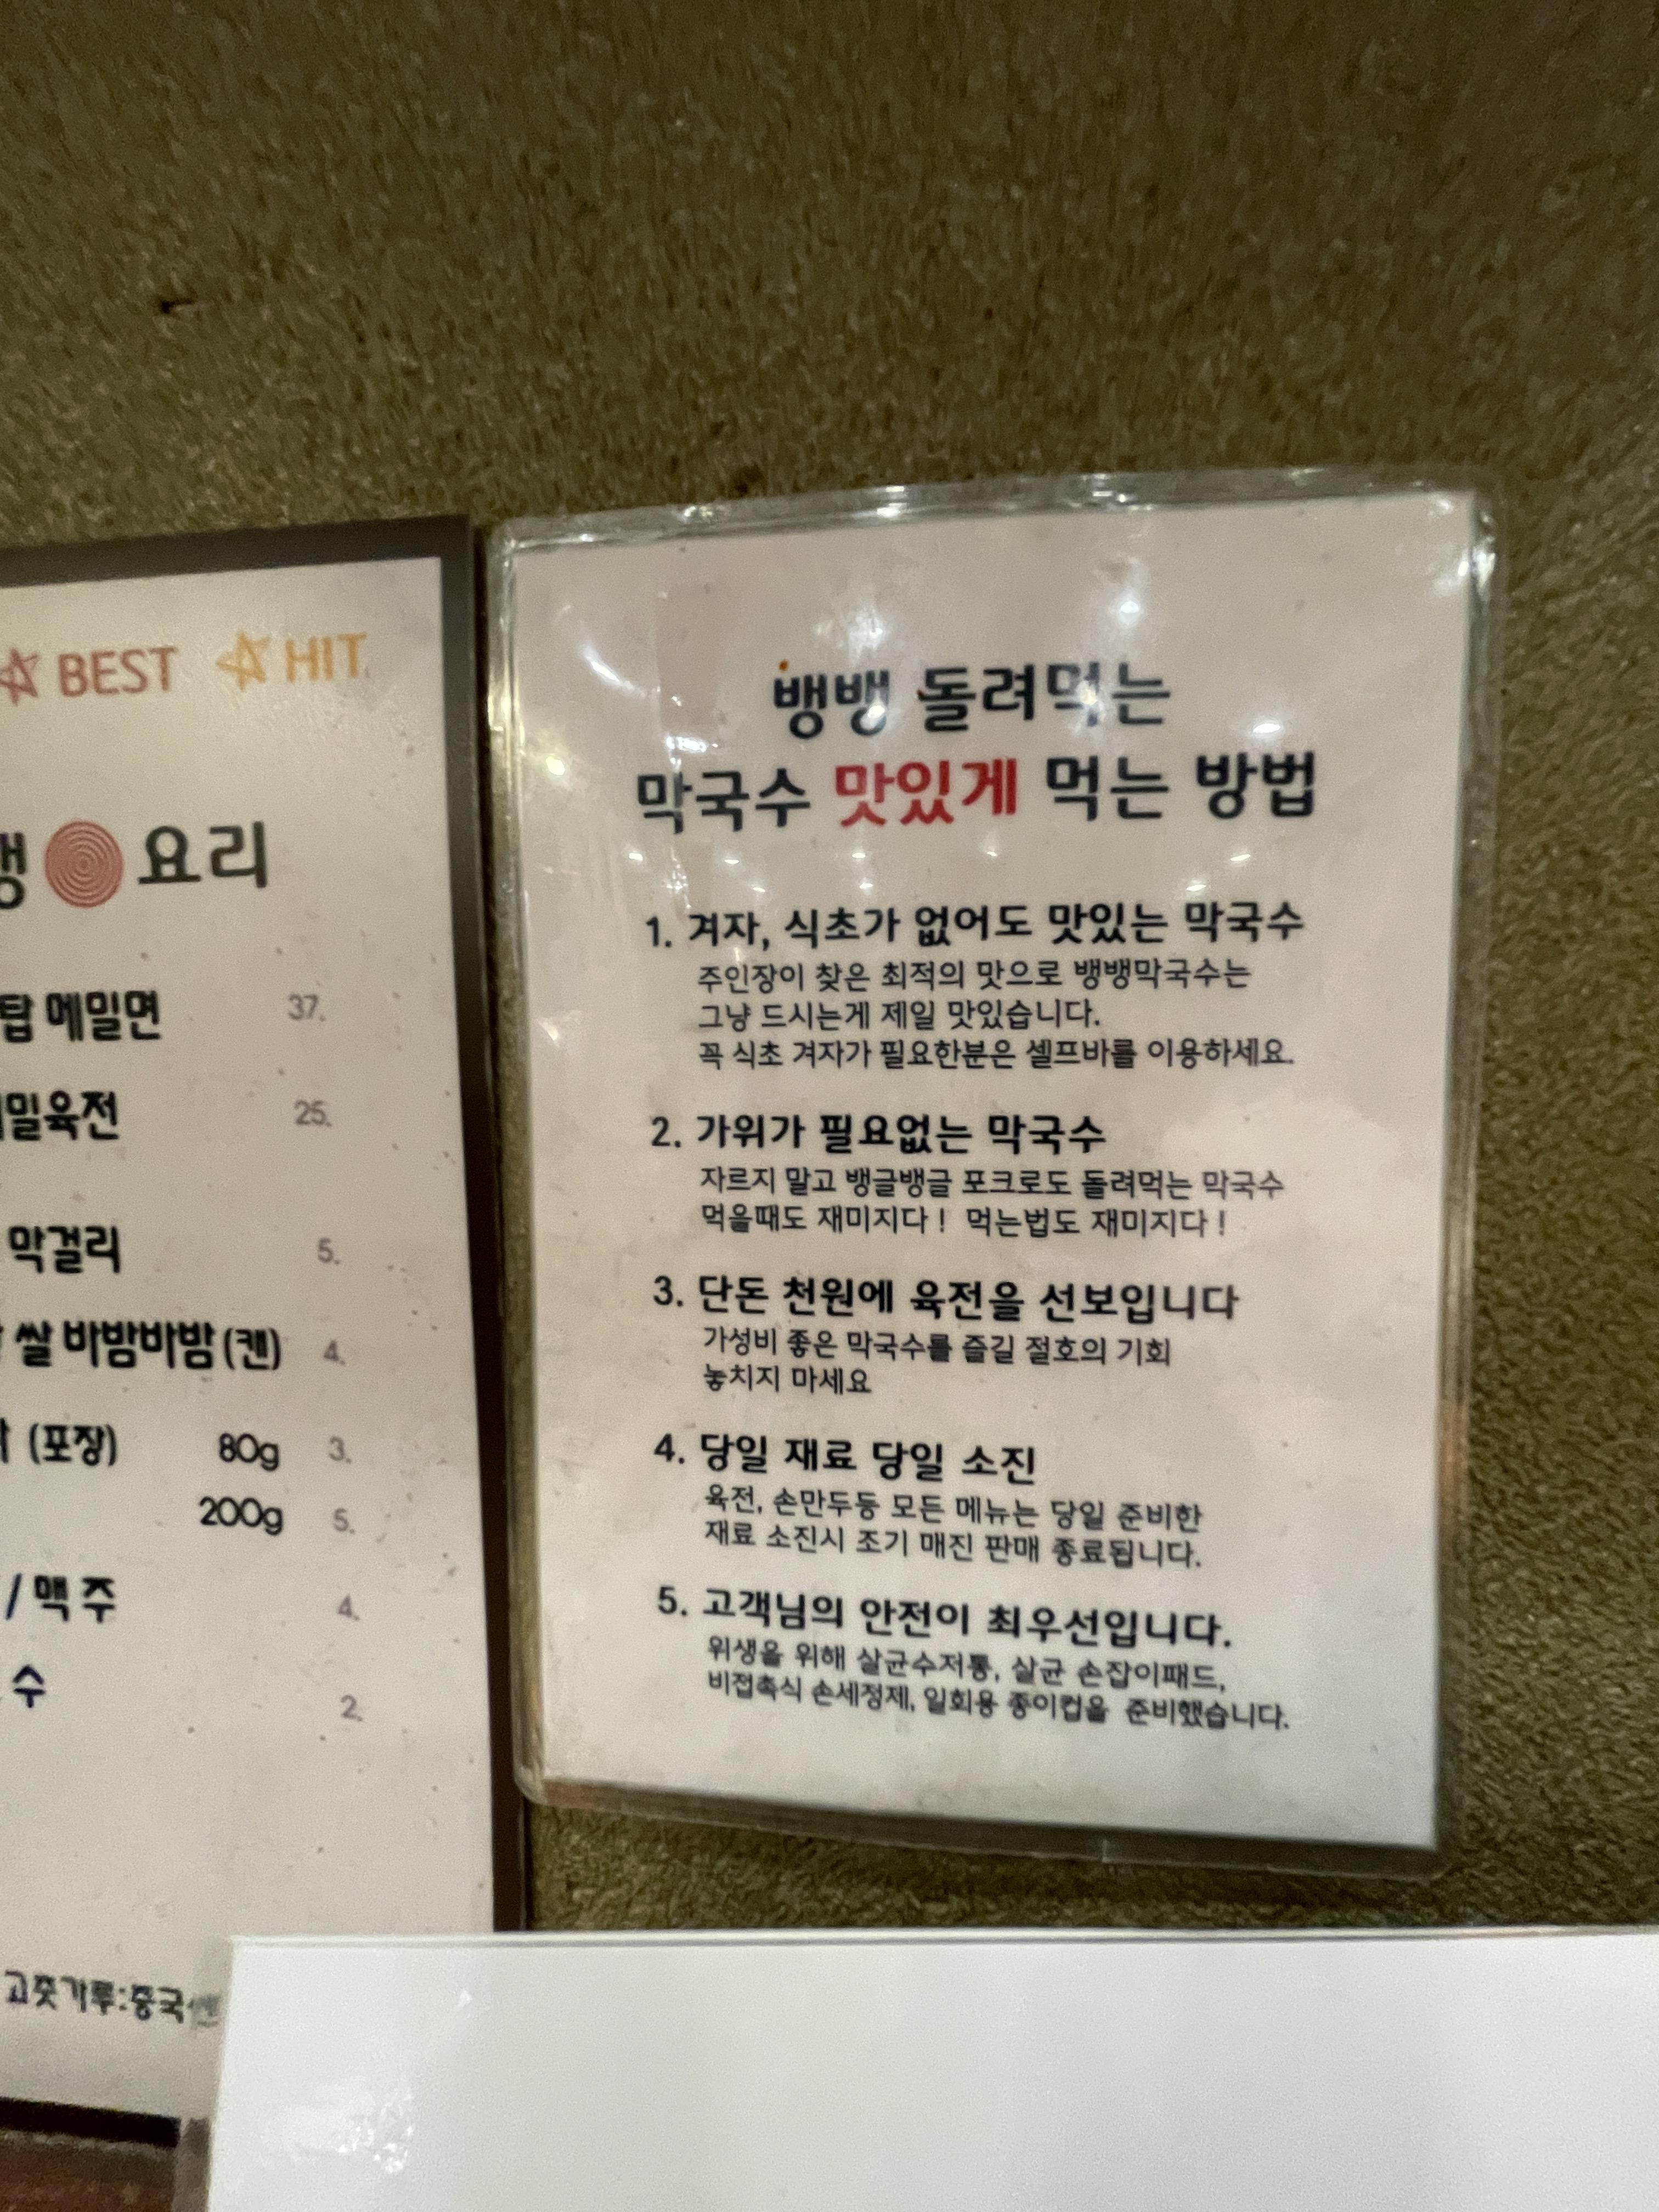 BEST HIT
요리
탑 메밀면 37.
밀육전 25.
막걸리 5.
쌀 바밤바밤(캔) 4.
(포장) 80g 3.
200g 5.
/ 맥주 4.
수 2.
고춧가루:중국산
뱅뱅 돌려먹는
막국수 맛있게 먹는 방법
1. 겨자, 식초가 없어도 맛있는 막국수
주인장이 찾은 최적의 맛으로 뱅뱅막국수는
그냥 드시는게 제일 맛있습니다.
꼭 식초 겨자가 필요한분은 셀프바를 이용하세요.
2. 가위가 필요없는 막국수
자르지 말고 뱅글뱅글 포크로도 돌려먹는 막국수
먹을때도 재미지다 ! 먹는법도 재미지다 !
3. 단돈 천원에 육전을 선보입니다
가성비 좋은 막국수를 즐길 절호의 기회
놓치지 마세요
4. 당일 재료 당일 소진
육전, 손만두등 모든 메뉴는 당일 준비한
재료 소진시 조기 매진 판매 종료됩니다.
5. 고객님의 안전이 최우선입니다.
위생을 위해 살균수저통, 살균 손잡이패드,
비접촉식 손세정제, 일회용 종이컵을 준비했습니다.